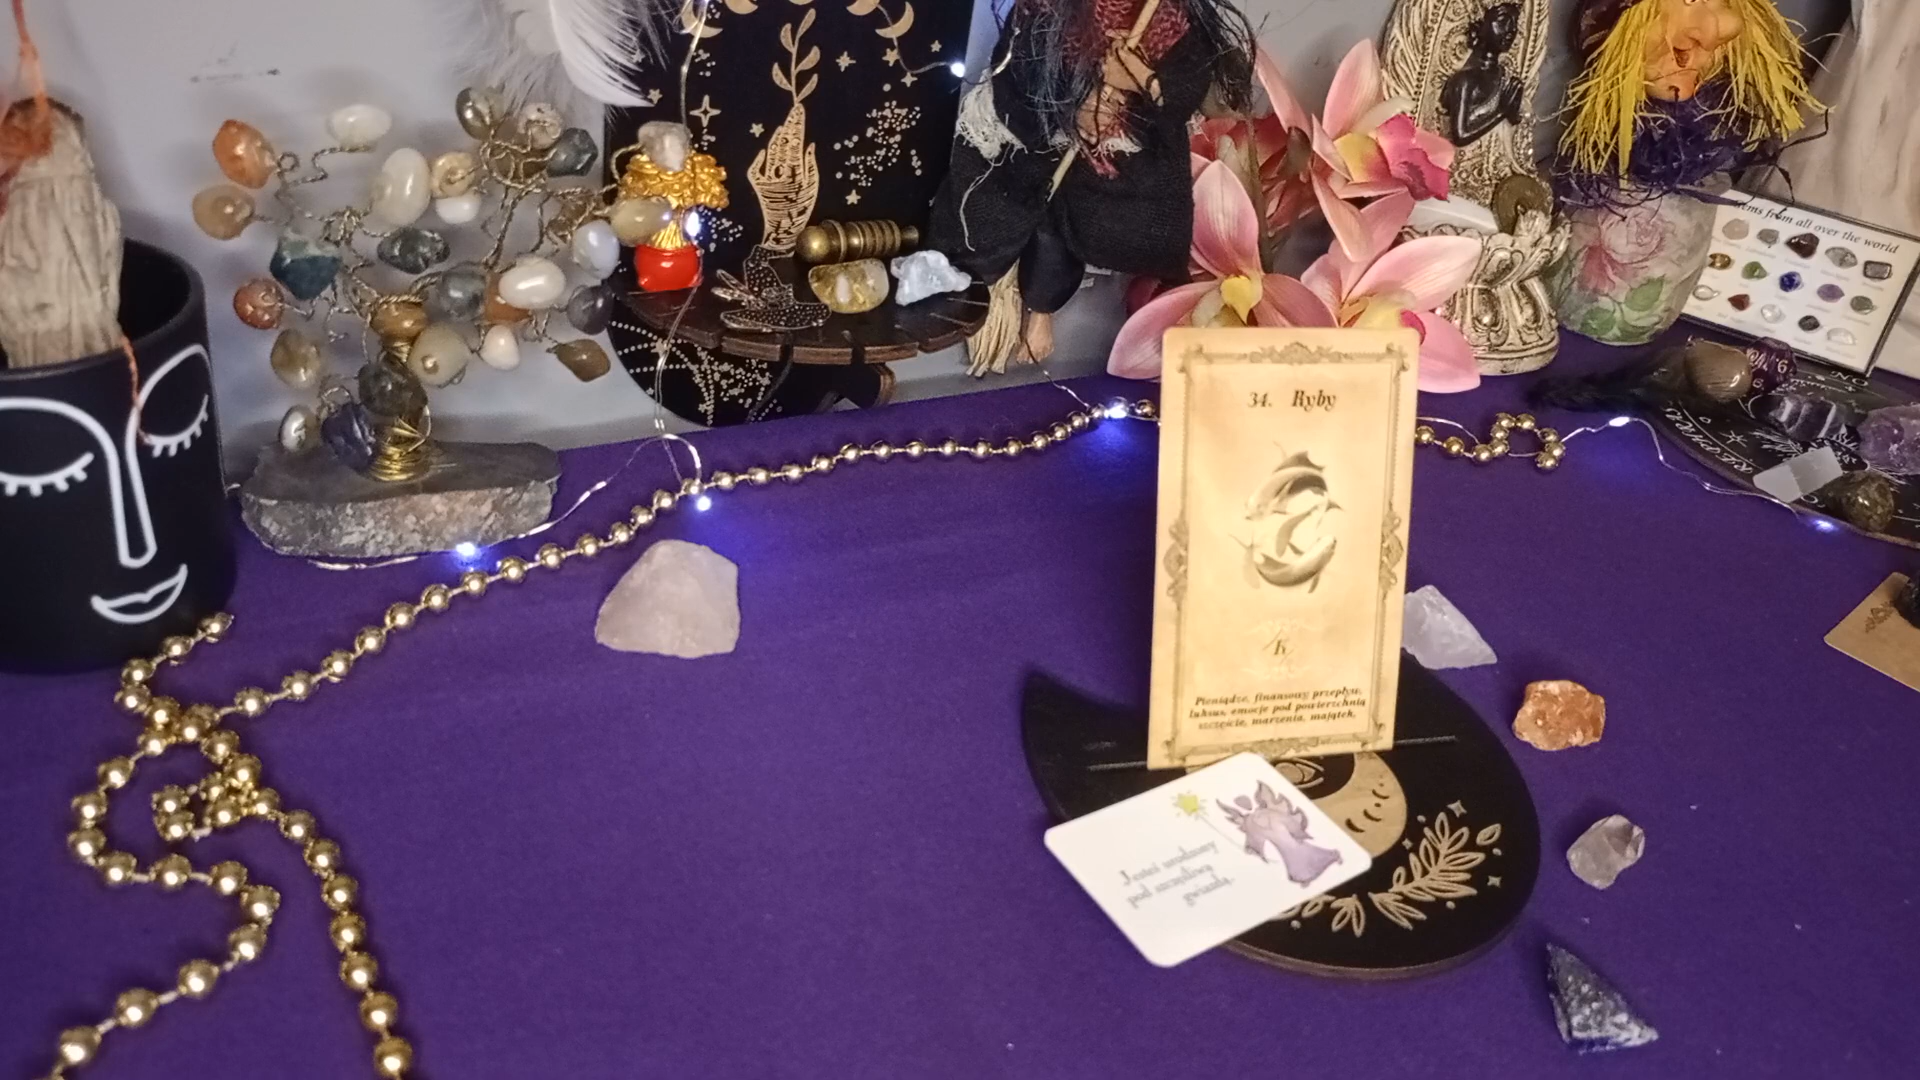 Gems from all over the world
34. Ryby
K
Pieniądze, finansowy przepływ,
luksus, emocje pod powierzchnią
szczęście, marzenia, majątek,
Jesteś urodzony
pod szczęśliwą
gwiazdą.